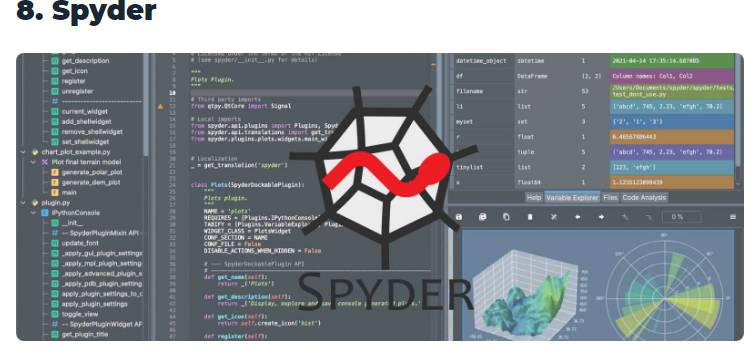 8. Spyder
get_description
get_icon
register
unregister
current_widget
add_shellwidget
remove_shellwidget
set_shellwidget
chart_plot_example.py
Plot final terrain model
generate_polar_plot
generate_dem_plot
main
plugin.py
IPythonConsole
__init__
# -- SpyderPluginMixin API -
update_font
_apply_gui_plugin_settings
_apply_mpl_plugin_settings
_apply_advanced_plugin_s
_apply_pdb_plugin_setting
apply_plugin_settings_to_c
apply_plugin_settings
toggle_view
# -- SpyderPluginWidget AP
get_plugin_title
# (see spyder/__init__.py for details)
"""
Plots Plugin.
"""
# Third party imports
from qtpy.QtCore import Signal
# Local imports
from spyder.api.plugins import Plugins, Spy
from spyder.api.translations import get_tr
from spyder.plugins.plots.widgets.main_w
# Localization
_ = get_translation('spyder')
class Plots(SpyderDockablePlugin):
"""
Plots plugin.
"""
NAME = 'plots'
REQUIRES = [Plugins.IPythonConsole]
TABIFY = [Plugins.VariableExplorer, Plugins
WIDGET_CLASS = PlotsWidget
CONF_SECTION = NAME
CONF_FILE = False
DISABLE_ACTIONS_WHEN_HIDDEN = False
# --- SpyderDockablePlugin API
def get_name(self):
return _('Plots')
def get_description(self):
return _('Display, explore and save console generated plots.')
def get_icon(self):
return self.create_icon('hist')
def register(self):
SPYDER
datetime_object datetime 1 2021-04-14 17:35:14.687085
df DataFrame (2, 2) Column names: Col1, Col2
filename str 53 /Users/Documents/spyder/spyder/tests/
test_dont_use.py
li list 5 ['abcd', 745, 2.23, 'efgh', 70.2]
myset set 3 {'2', '1', '3'}
r float 1 6.46567886443
tuple 5 ('abcd', 745, 2.23, 'efgh', 70.2)
tinylist list 2 [123, 'efgh']
x float64 1 1.1235123099439
Help Variable Explorer Files Code Analysis
0 %